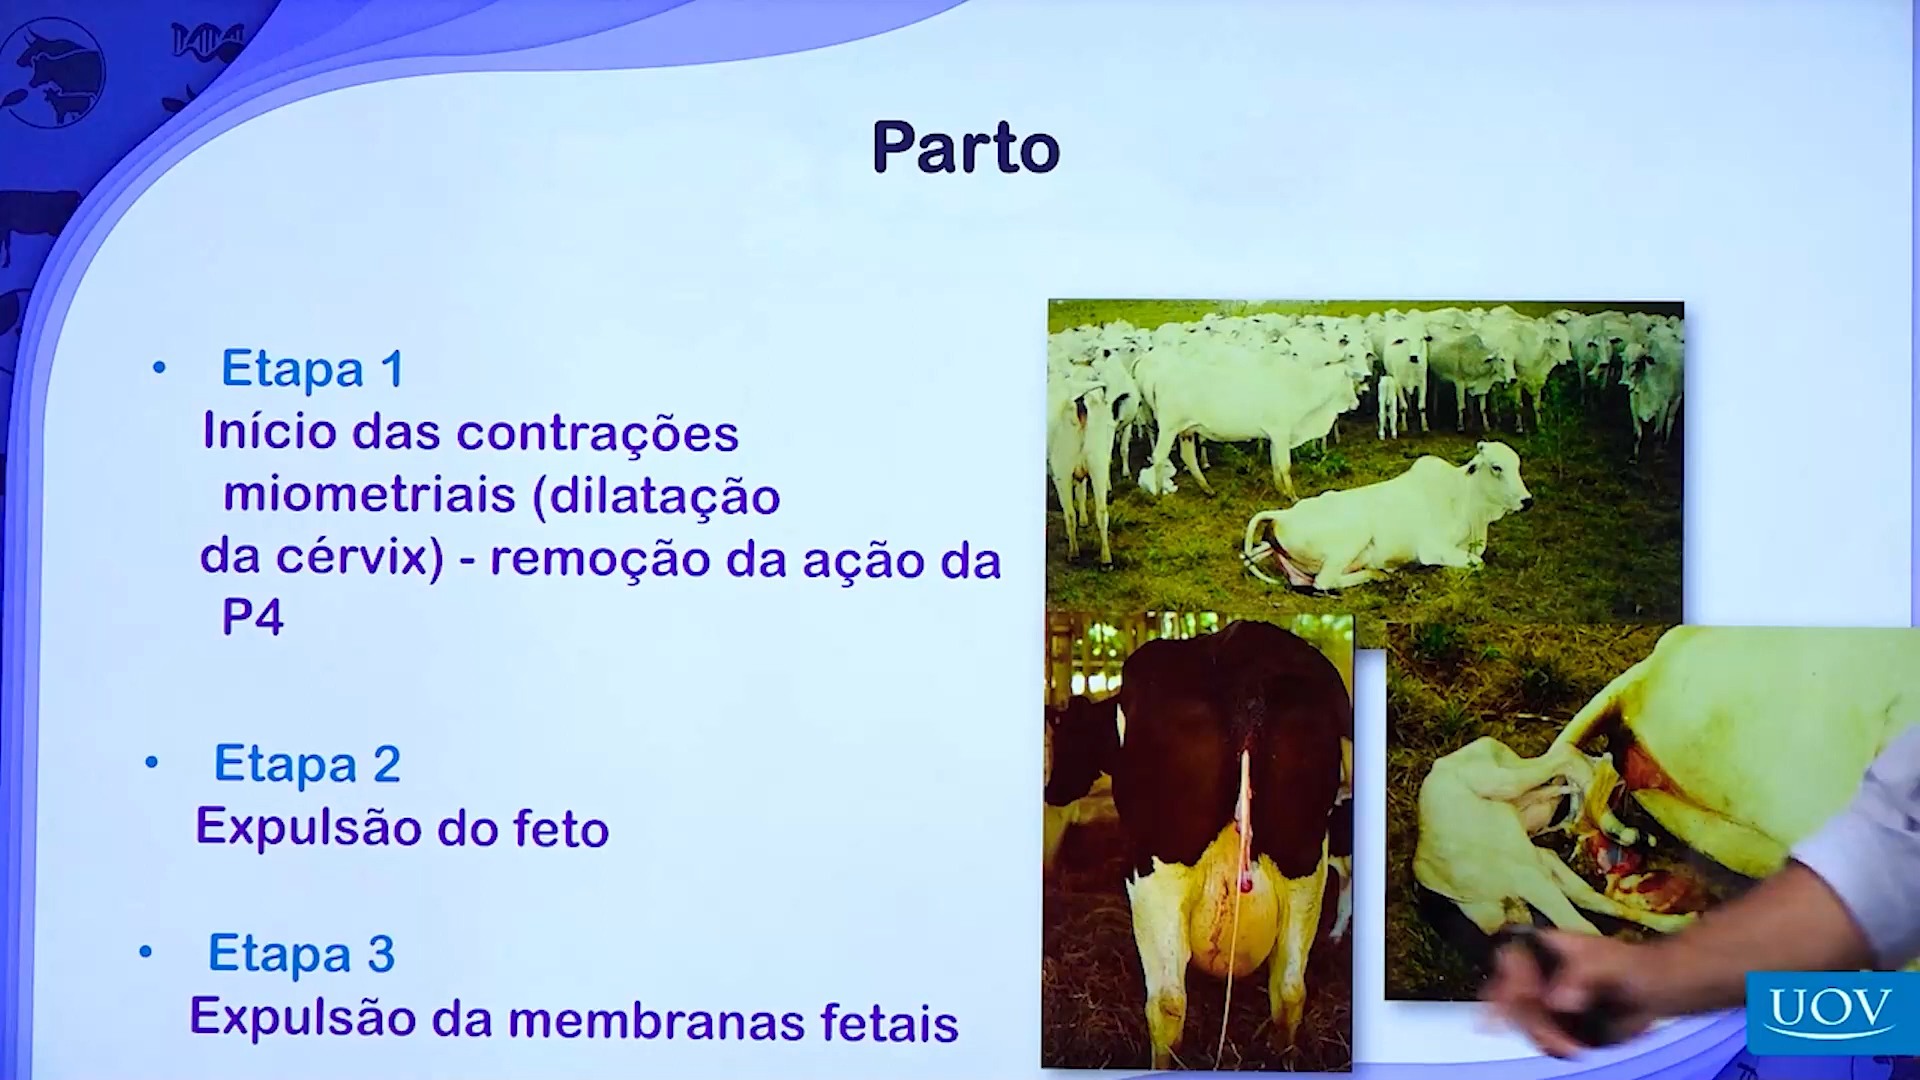 Parto
• Etapa 1
Início das contrações
miometriais (dilatação
da cérvix) - remoção da ação da
P4
• Etapa 2
Expulsão do feto
• Etapa 3
Expulsão da membranas fetais
UOV